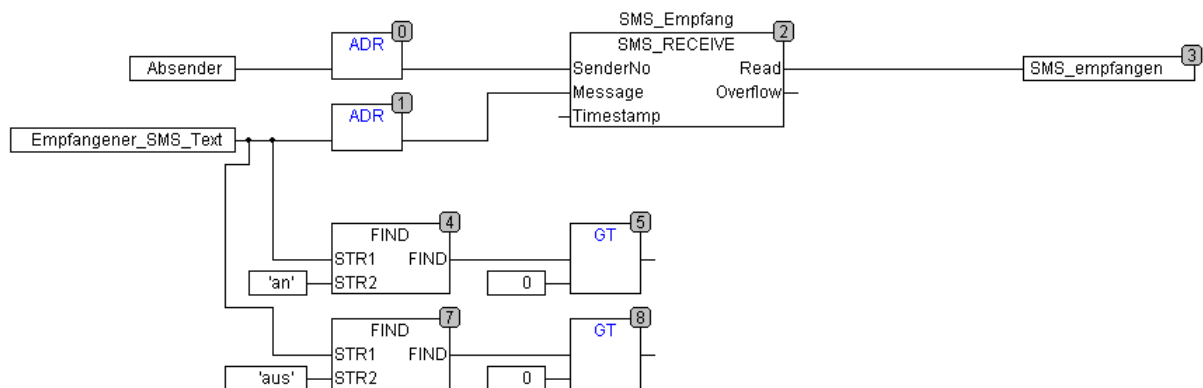 SMS_Empfang
0
2
ADR
SMS_RECEIVE
3
Absender
SenderNo
Read
SMS_empfangen
1
Message
Overflow
ADR
Timestamp
Empfangener_SMS_Text
4
5
FIND
GT
STR1
FIND
'an'
STR2
0
7
8
FIND
GT
STR1
FIND
'aus'
STR2
0